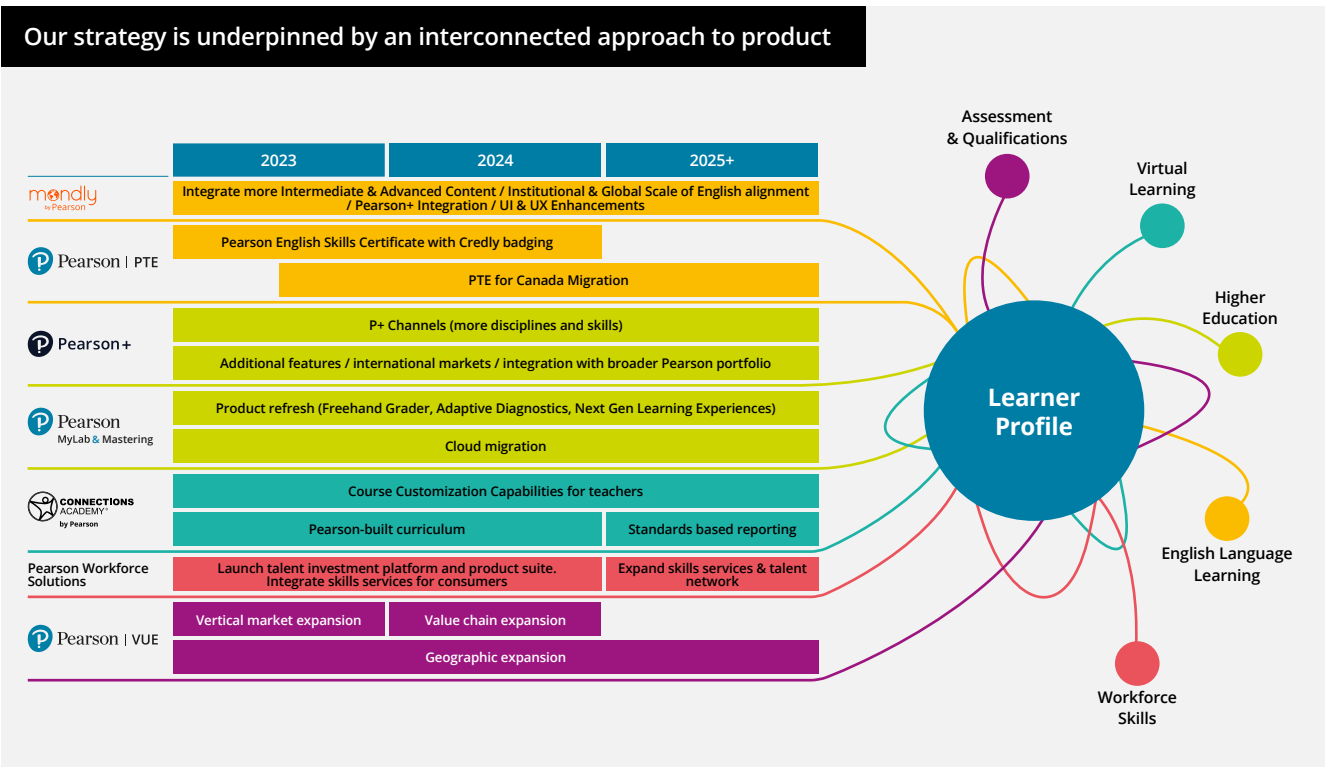 Our strategy is underpinned by an interconnected approach to product
2023
2024
2025+
mondly
by Pearson
Integrate more Intermediate & Advanced Content / Institutional & Global Scale of English alignment
/ Pearson+ Integration / UI & UX Enhancements
Pearson | PTE
Pearson English Skills Certificate with Credly badging
PTE for Canada Migration
Pearson+
P+ Channels (more disciplines and skills)
Additional features / international markets / integration with broader Pearson portfolio
Pearson
MyLab & Mastering
Product refresh (Freehand Grader, Adaptive Diagnostics, Next Gen Learning Experiences)
Cloud migration
CONNECTIONS
ACADEMY®
by Pearson
Course Customization Capabilities for teachers
Pearson-built curriculum
Standards based reporting
Pearson Workforce
Solutions
Launch talent investment platform and product suite.
Integrate skills services for consumers
Expand skills services & talent
network
Pearson | VUE
Vertical market expansion
Value chain expansion
Geographic expansion
Assessment
& Qualifications
Virtual
Learning
Higher
Education
Learner
Profile
English Language
Learning
Workforce
Skills